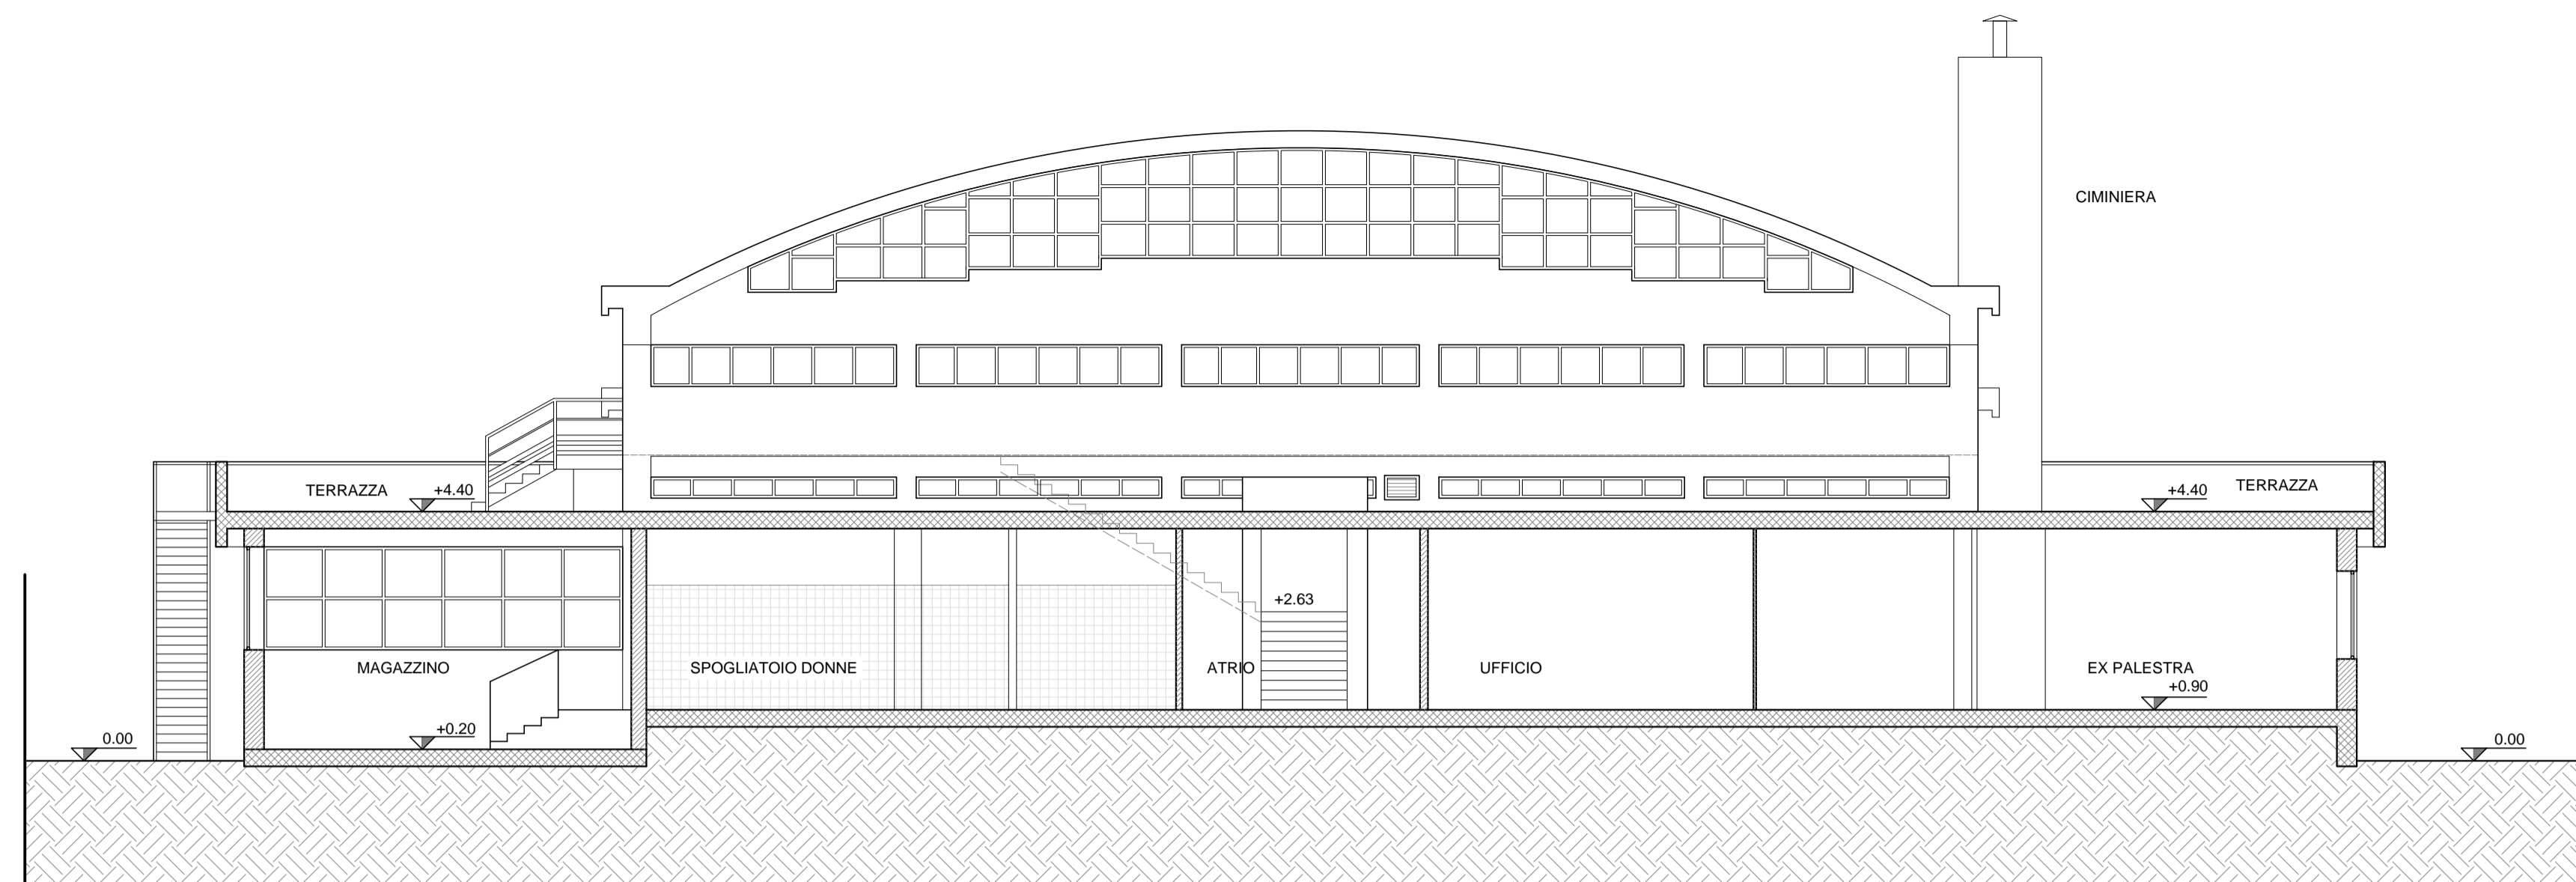 CIMINIERA
TERRAZZA
+4.40
+4.40
TERRAZZA
+2.63
MAGAZZINO
SPOGLIATOIO DONNE
ATRIO
UFFICIO
EX PALESTRA
+0.90
0.00
+0.20
0.00